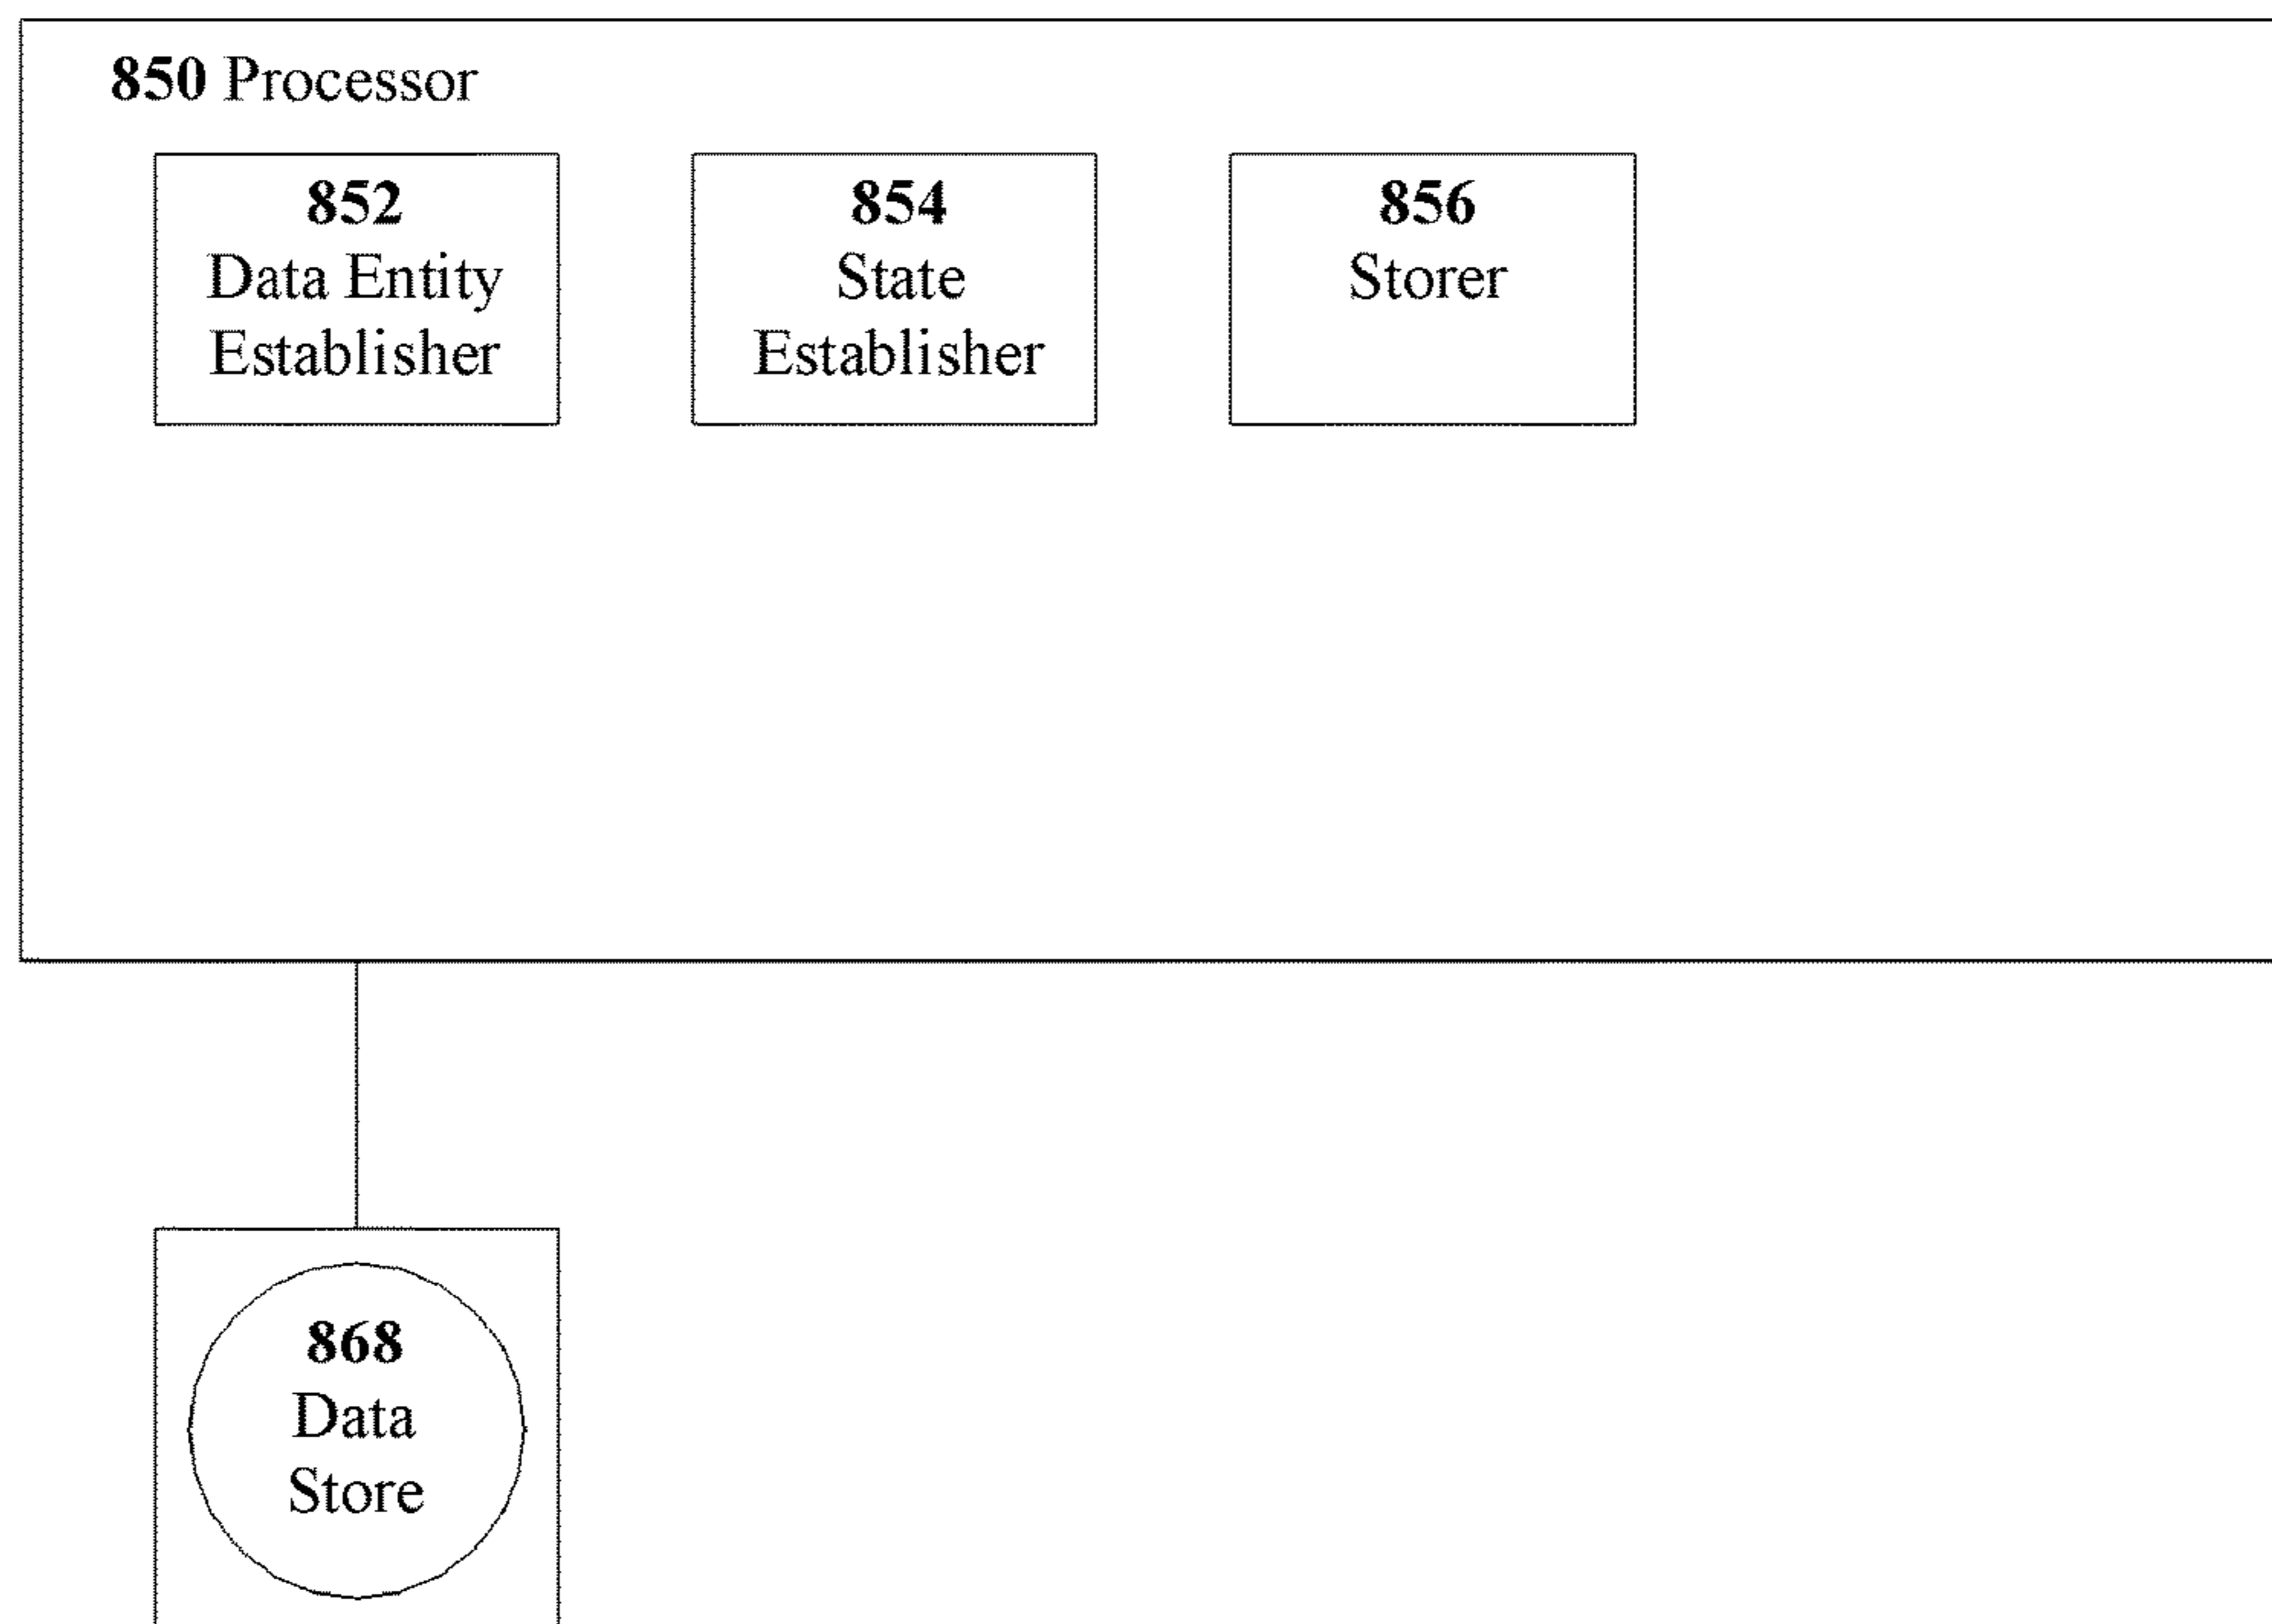 850 Processor
852
Data Entity
Establisher
854
State
Establisher
856
Storer
868
Data
Store